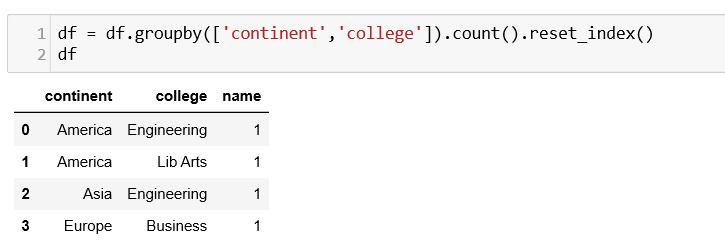 1 df = df.groupby(['continent','college']).count().reset_index()
2 df
continent college name
0 America Engineering 1
1 America Lib Arts 1
2 Asia Engineering 1
3 Europe Business 1